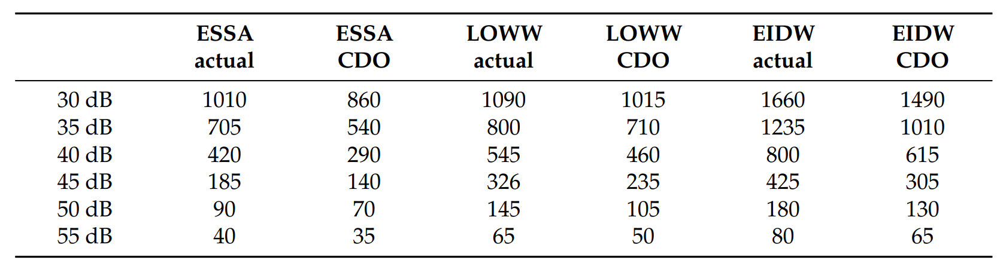 ESSA ESSA LOWW LOWW EIDW EIDW
actual CDO actual CDO actual CDO
30 dB 1010 860 1090 1015 1660 1490
35 dB 705 540 800 710 1235 1010
40 dB 420 290 545 460 800 615
45 dB 185 140 326 235 425 305
50 dB 90 70 145 105 180 130
55 dB 40 35 65 50 80 65